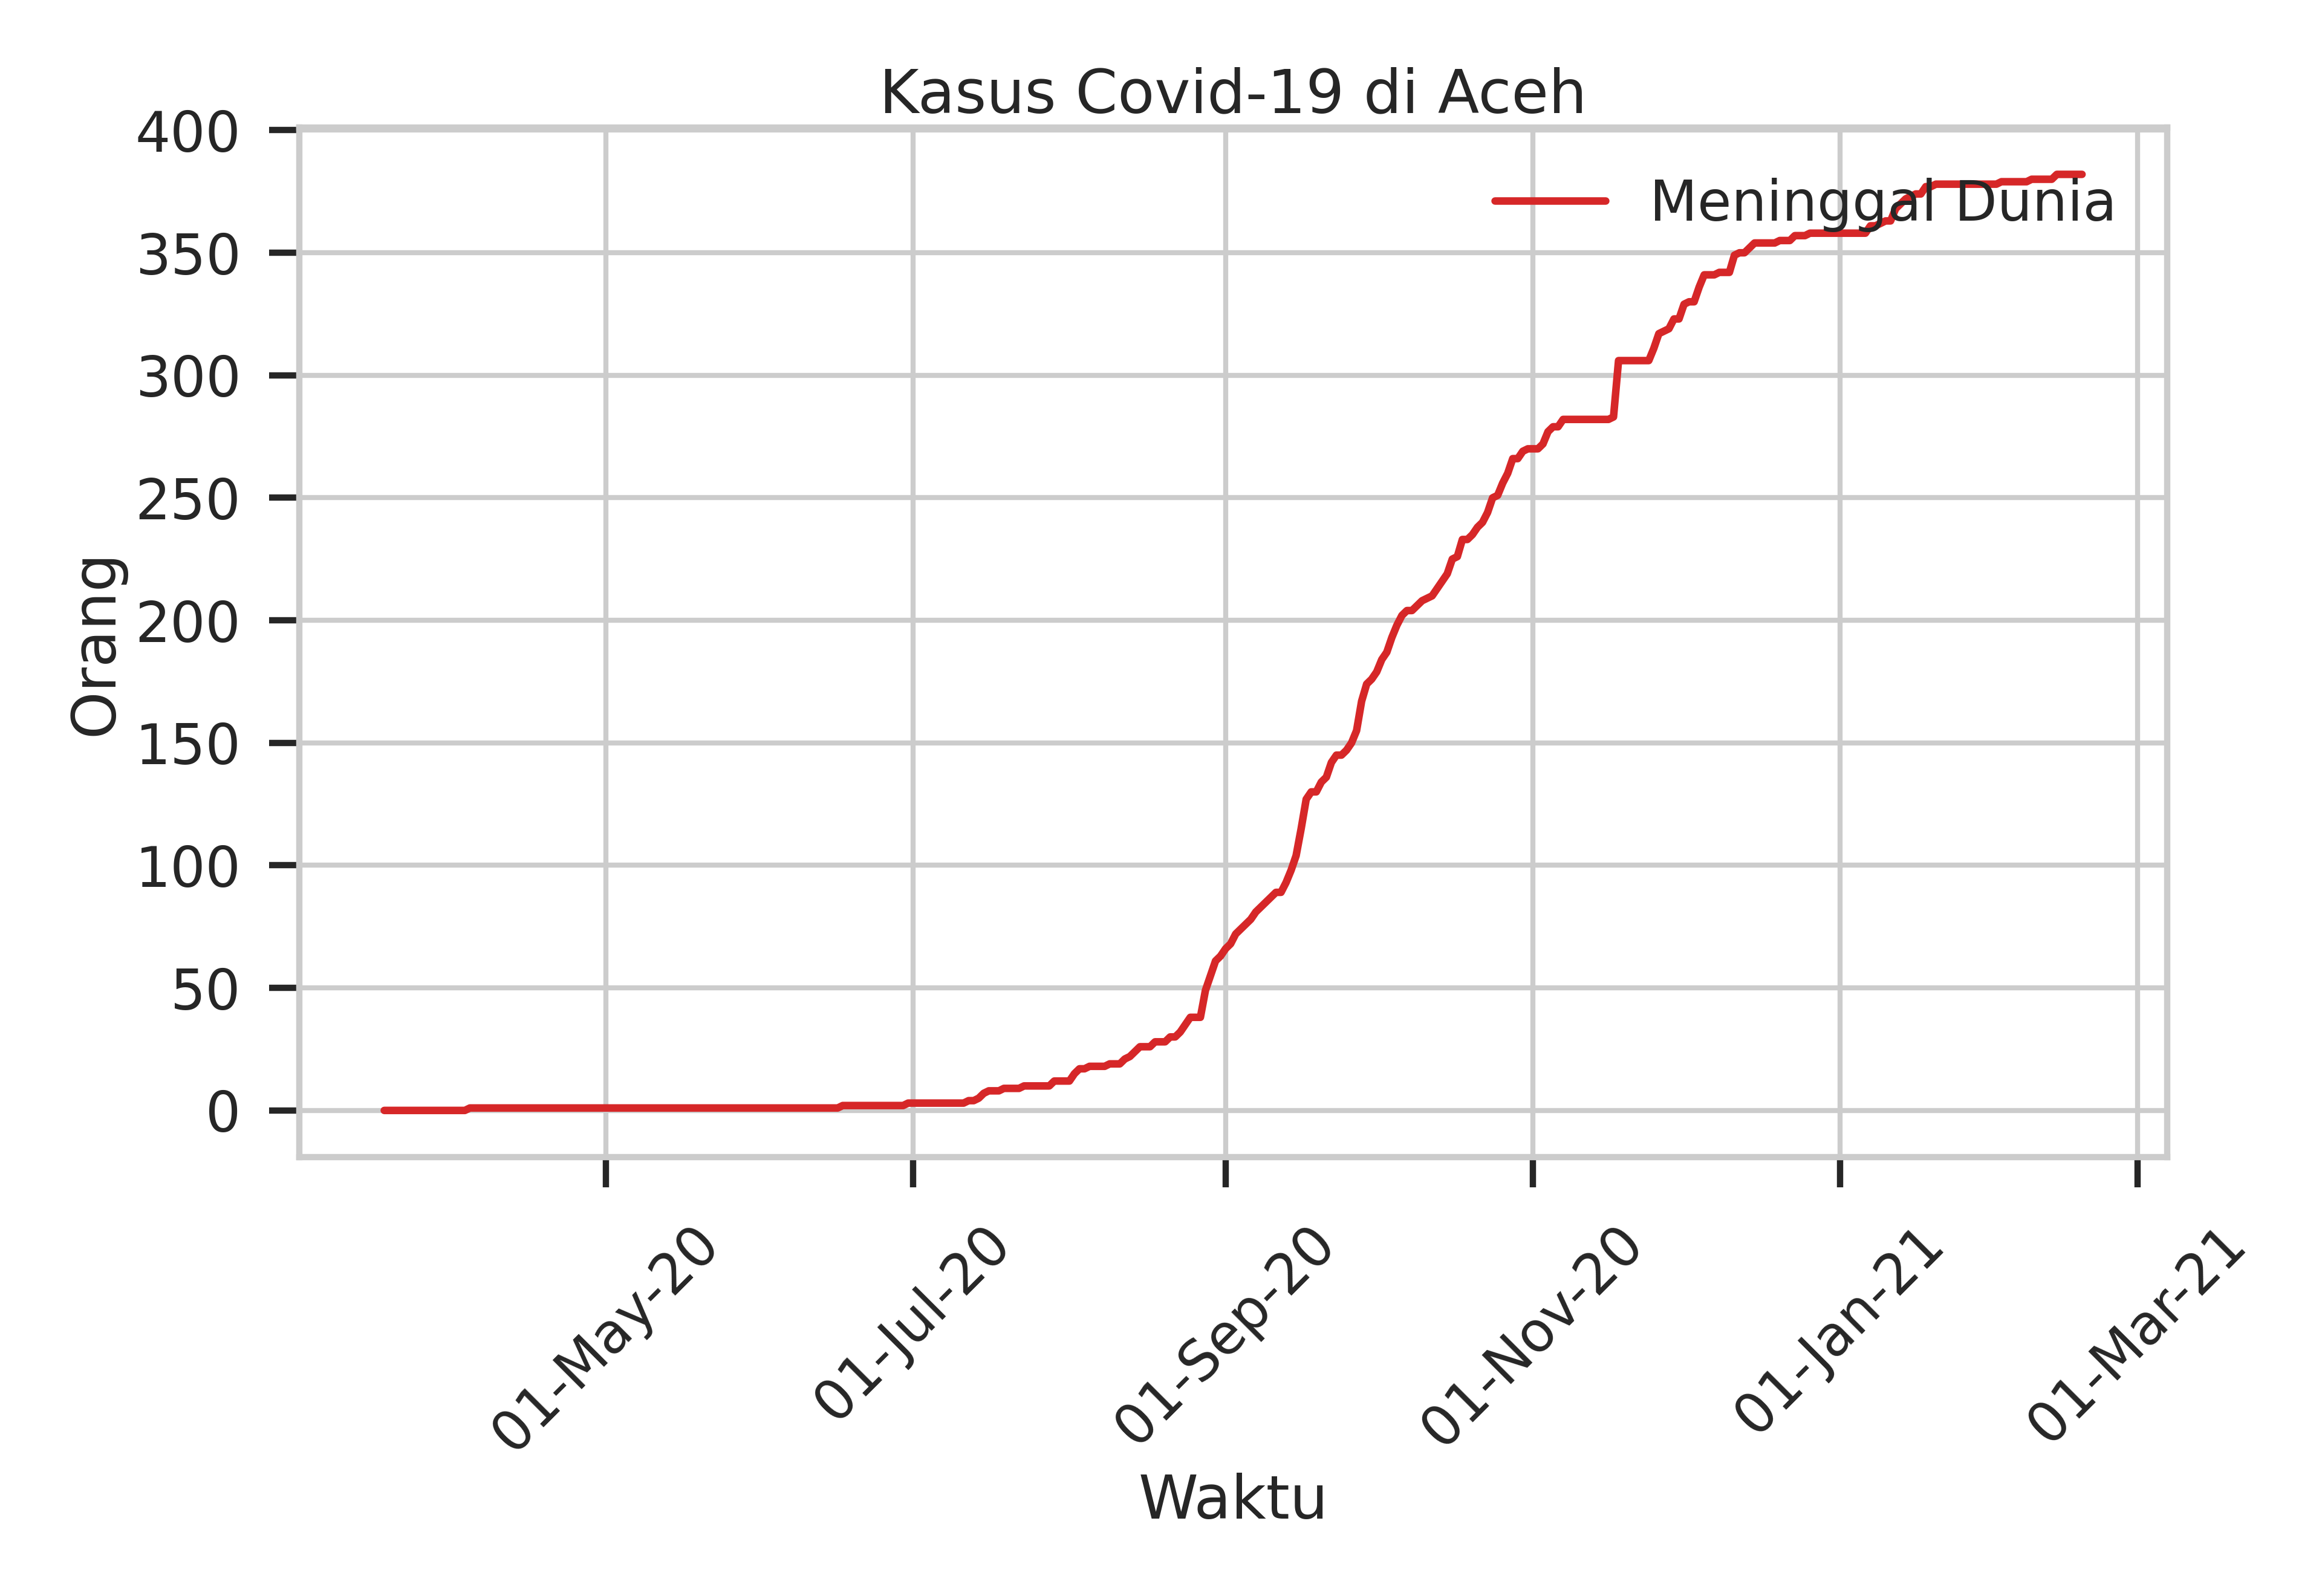 Kasus Covid-19 di Aceh
Meninggal Dunia
400
350
300
250
200
150
100
50
0
Orang
01-May-20
01-Jul-20
01-Sep-20
01-Nov-20
01-Jan-21
01-Mar-21
Waktu